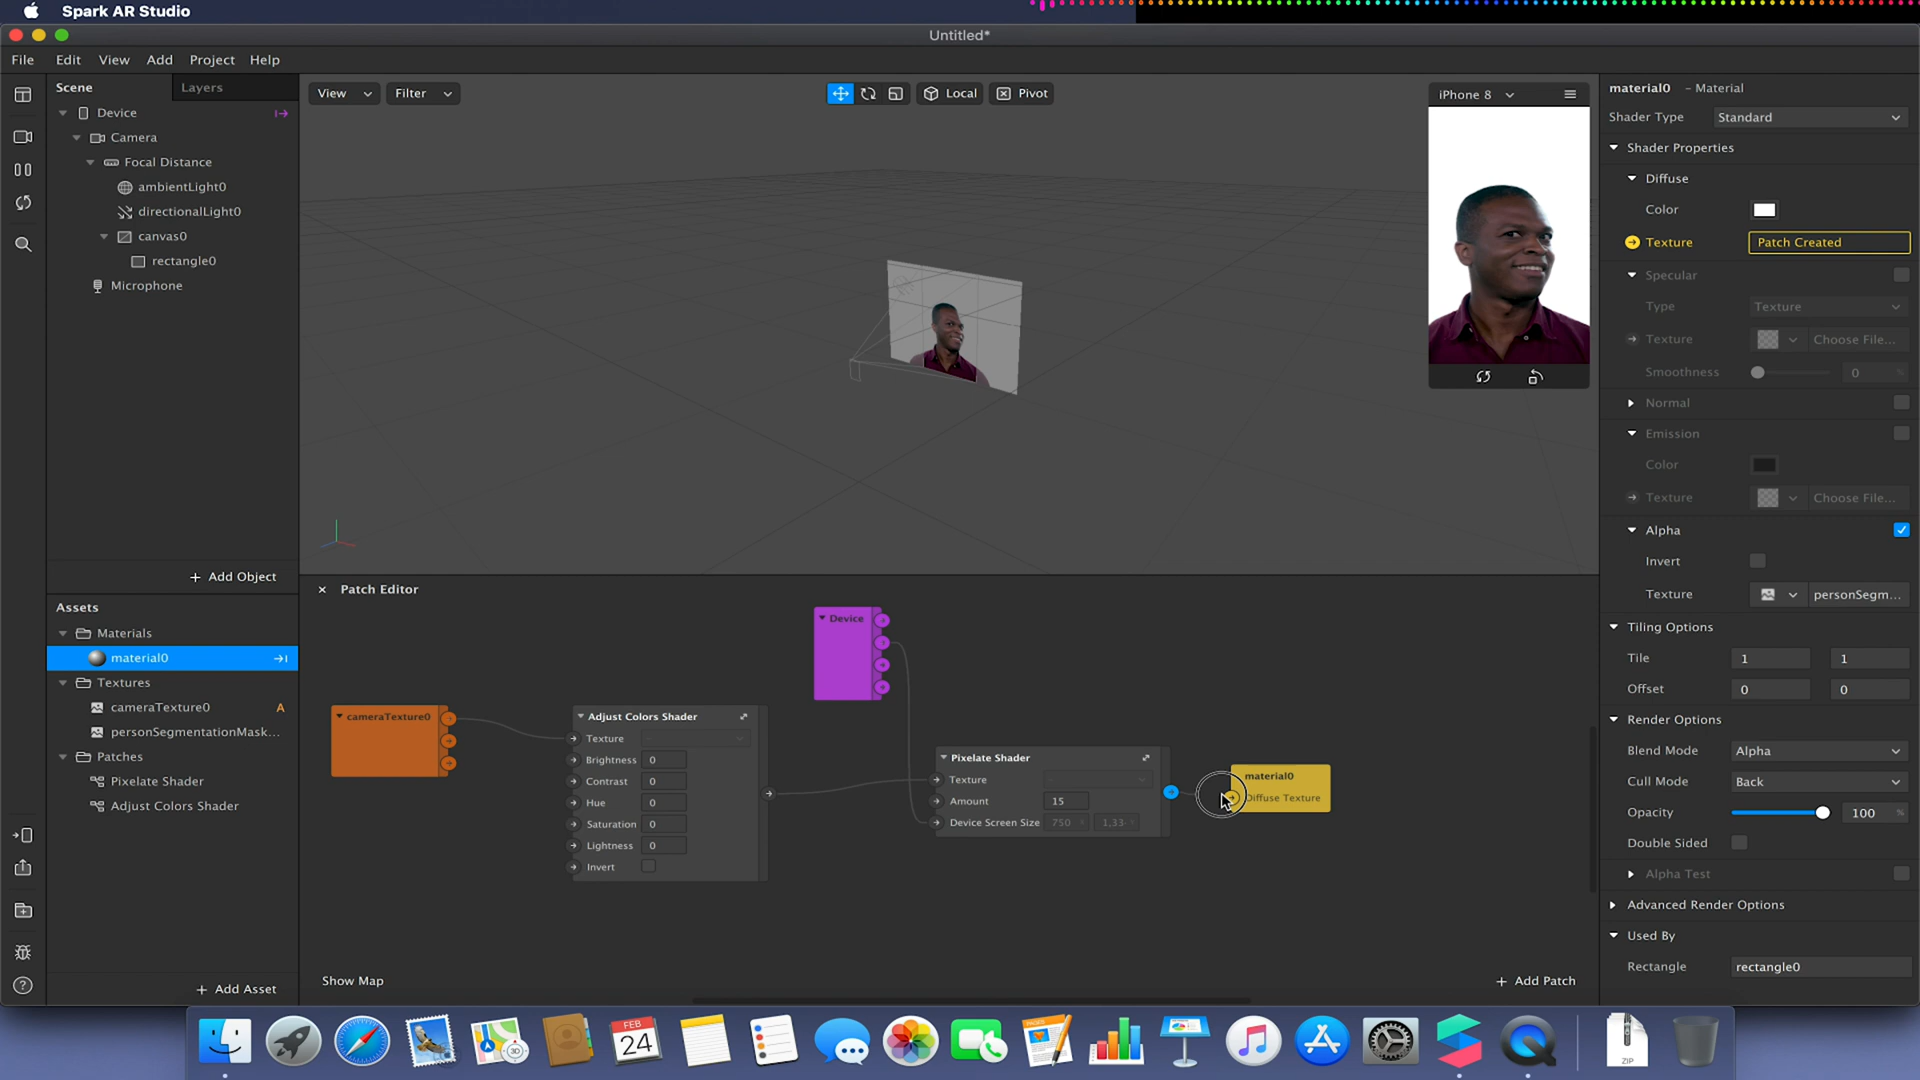 Spark AR Studio
Untitled*
File Edit View Add Project Help
Scene Layers
Device
Camera
Focal Distance
ambientLight0
directionalLight0
canvas0
rectangle0
Microphone
+ Add Object
Assets
Materials
material0
Textures
cameraTexture0 A
personSegmentationMask...
Patches
Pixelate Shader
Adjust Colors Shader
+ Add Asset
View Filter Local Pivot
iPhone 8
× Patch Editor
Device
cameraTexture0
Adjust Colors Shader
Texture -
Brightness 0
Contrast 0
Hue 0
Saturation 0
Lightness 0
Invert
Pixelate Shader
Texture -
Amount 15
Device Screen Size 750 1,33
material0
Diffuse Texture
Show Map
+ Add Patch
material0 - Material
Shader Type Standard
Shader Properties
Diffuse
Color
Texture Patch Created
Specular
Type Texture
Texture Choose File...
Smoothness 0 %
Normal
Emission
Color
Texture Choose File...
Alpha
Invert
Texture personSegm...
Tiling Options
Tile 1 1
Offset 0 0
Render Options
Blend Mode Alpha
Cull Mode Back
Opacity 100 %
Double Sided
Alpha Test
Advanced Render Options
Used By
Rectangle rectangle0
FEB
24
3D
ZIP